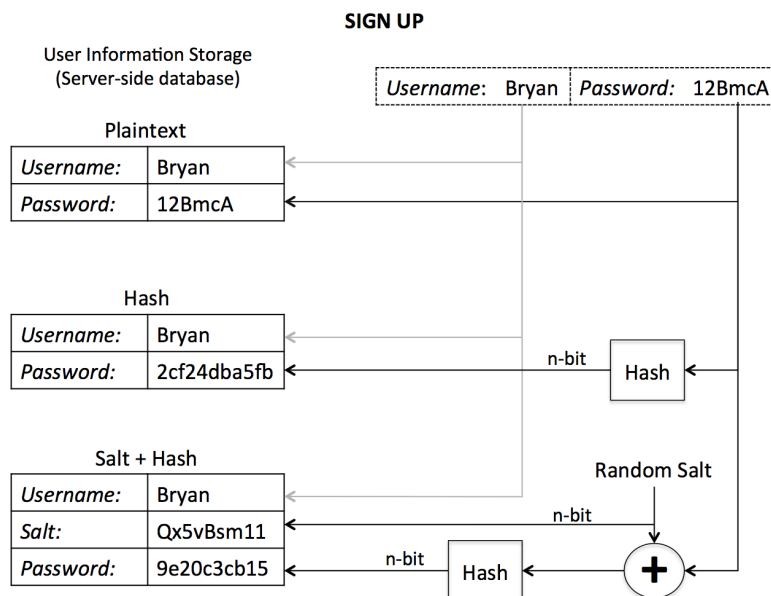 SIGN UP
User Information Storage
(Server-side database)
Username: Bryan Password: 12BmcA
Plaintext
Username: Bryan
Password: 12BmcA
Hash
Username: Bryan
Password: 2cf24dba5fb
n-bit
Hash
Salt + Hash
Username: Bryan
Salt: Qx5vBsm11
Password: 9e20c3cb15
Random Salt
n-bit
n-bit
Hash
+